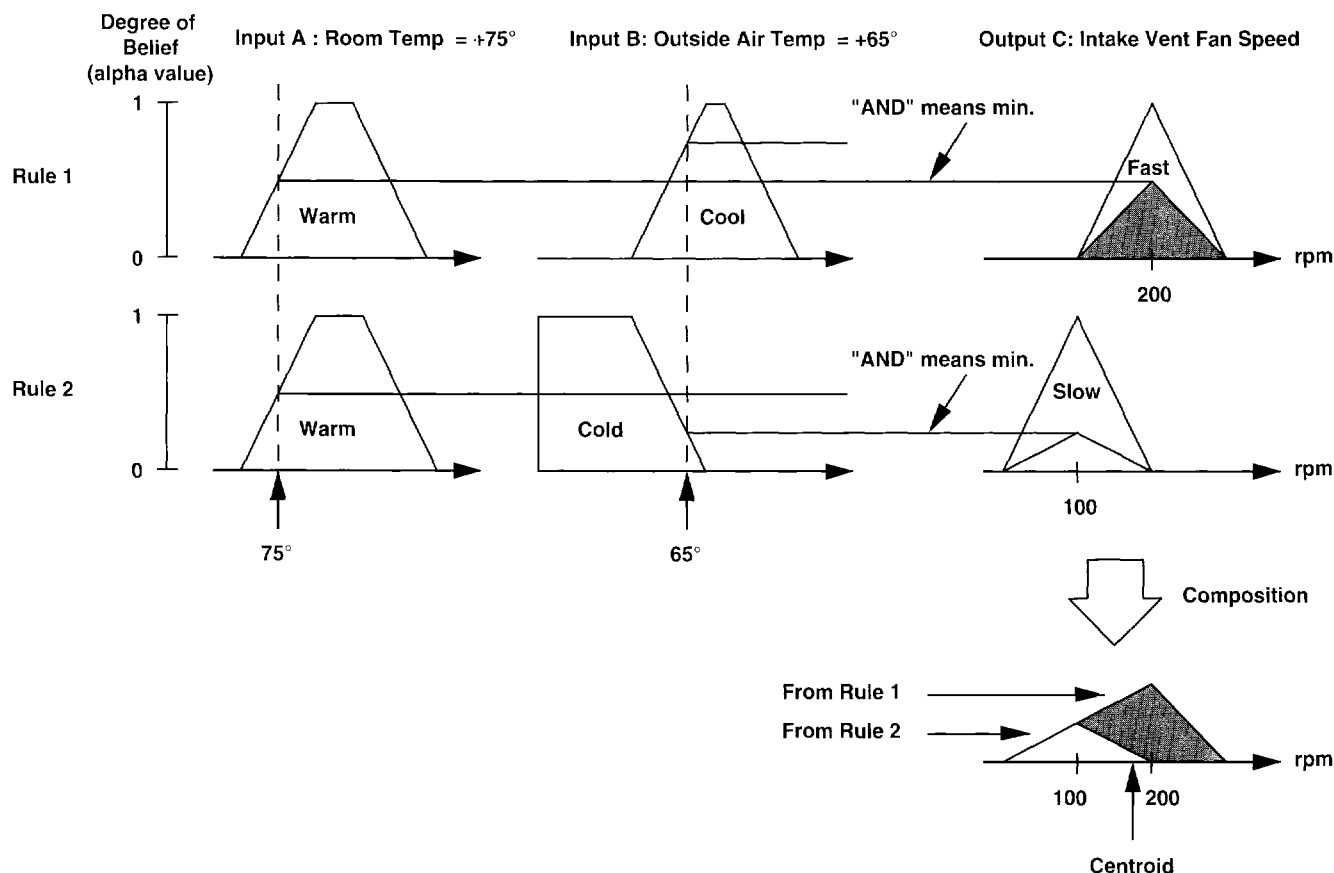 Degree of
Belief
(alpha value)
Input A : Room Temp = +75°
Input B: Outside Air Temp = +65°
Output C: Intake Vent Fan Speed
1
"AND" means min.
Rule 1
Fast
Warm
Cool
0
rpm
200
1
"AND" means min.
Rule 2
Slow
Warm
Cold
0
rpm
100
75°
65°
Composition
From Rule 1
From Rule 2
rpm
100
200
Centroid